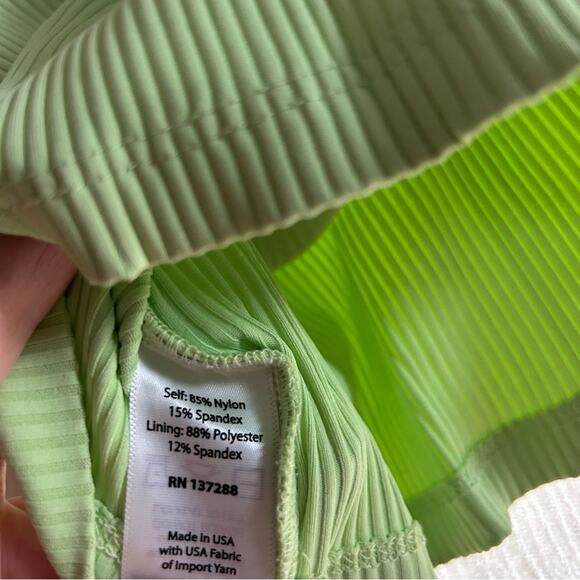 Self: 85% Nylon
15% Spandex
Lining: 88% Polyester
12% Spandex
RN 137288
Made in USA
with USA Fabric
of Import Yarn